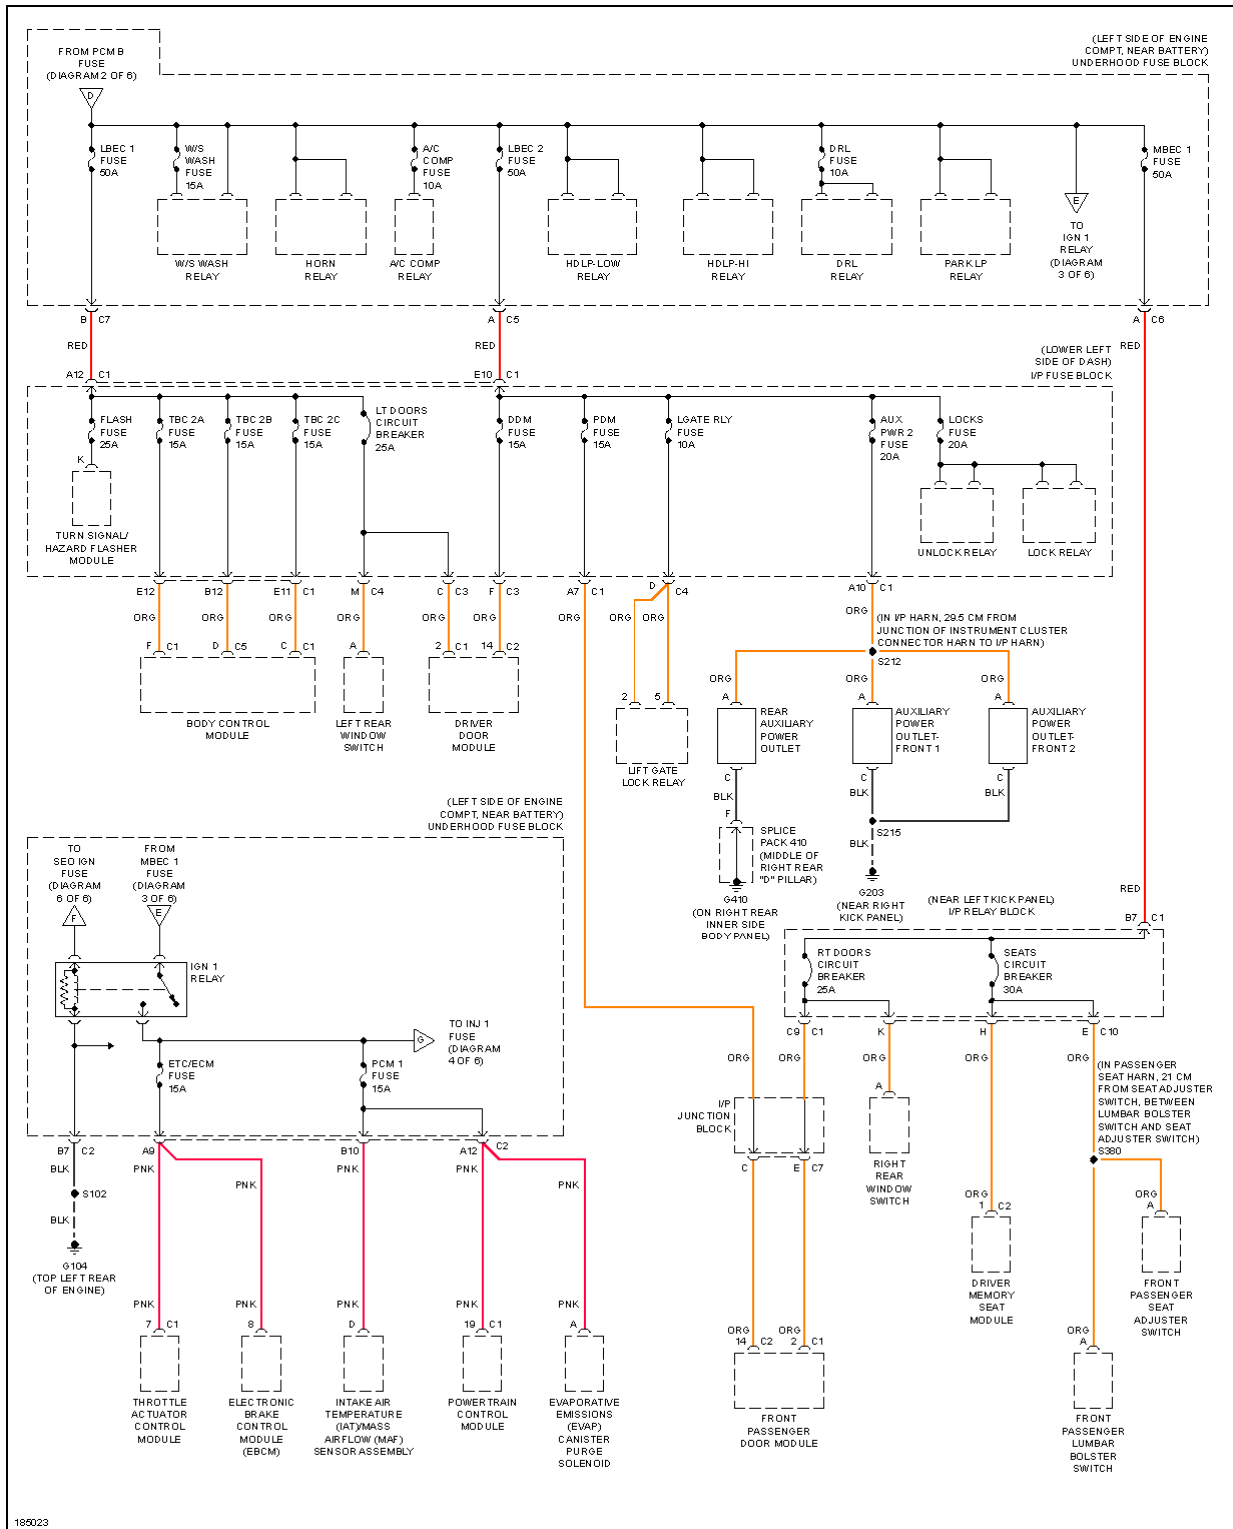 FROM PCM B
FUSE
(DIAGRAM 2 OF 6)
D
(LEFT SIDE OF ENGINE
COMPT, NEAR BATTERY)
UNDERHOOD FUSE BLOCK
LBEC 1
FUSE
50A
W/S
WASH
FUSE
15A
A/C
COMP
FUSE
10A
LBEC 2
FUSE
50A
DRL
FUSE
10A
MBEC 1
FUSE
50A
E
TO
IGN 1
RELAY
(DIAGRAM
3 OF 6)
W/S WASH
RELAY
HORN
RELAY
A/C COMP
RELAY
HDLP-LOW
RELAY
HDLP-HI
RELAY
DRL
RELAY
PARK LP
RELAY
B C7
A C5
A C6
RED
RED
RED
(LOWER LEFT
SIDE OF DASH)
I/P FUSE BLOCK
A12 C1
E10 C1
FLASH
FUSE
25A
TBC 2A
FUSE
15A
TBC 2B
FUSE
15A
TBC 2C
FUSE
15A
LT DOORS
CIRCUIT
BREAKER
25A
DDM
FUSE
15A
PDM
FUSE
15A
LGATE RLY
FUSE
10A
AUX
PWR 2
FUSE
20A
LOCKS
FUSE
20A
K
TURN SIGNAL/
HAZARD FLASHER
MODULE
UNLOCK RELAY
LOCK RELAY
E12 B12 E11 C1 M C4 C C3 F C3 A7 C1 D C4 A10 C1
ORG ORG ORG ORG ORG ORG ORG ORG ORG ORG
(IN I/P HARN, 29.5 CM FROM
JUNCTION OF INSTRUMENT CLUSTER
CONNECTOR HARN TO I/P HARN)
S212
F C1 D C5 C C1 A 2 C1 14 C2
BODY CONTROL
MODULE
LEFT REAR
WINDOW
SWITCH
DRIVER
DOOR
MODULE
ORG ORG ORG
2 5 A A A
LIFT GATE
LOCK RELAY
REAR
AUXILIARY
POWER
OUTLET
AUXILIARY
POWER
OUTLET-
FRONT 1
AUXILIARY
POWER
OUTLET-
FRONT 2
C C C
BLK BLK BLK
F
SPLICE
PACK 410
(MIDDLE OF
RIGHT REAR
"D" PILLAR)
S215
BLK
G410
(ON RIGHT REAR
INNER SIDE
BODY PANEL)
G203
(NEAR RIGHT
KICK PANEL)
(LEFT SIDE OF ENGINE
COMPT, NEAR BATTERY)
UNDERHOOD FUSE BLOCK
TO
SEO IGN
FUSE
(DIAGRAM
6 OF 6)
F
FROM
MBEC 1
FUSE
(DIAGRAM
3 OF 6)
E
IGN 1
RELAY
G
TO INJ 1
FUSE
(DIAGRAM
4 OF 6)
ETC/ECM
FUSE
15A
PCM 1
FUSE
15A
RED
(NEAR LEFT KICK PANEL)
I/P RELAY BLOCK
B7 C1
RT DOORS
CIRCUIT
BREAKER
25A
SEATS
CIRCUIT
BREAKER
30A
C9 C1 K H E C10
ORG ORG ORG ORG ORG
(IN PASSENGER
SEAT HARN, 21 CM
FROM SEAT ADJUSTER
SWITCH, BETWEEN
LUMBAR BOLSTER
SWITCH AND SEAT
ADJUSTER SWITCH)
S380
I/P
JUNCTION
BLOCK
A
RIGHT
REAR
WINDOW
SWITCH
C E C7
B7 C2 A9 B10 A12 C2
BLK PNK PNK PNK
PNK PNK
S102
BLK
G104
(TOP LEFT REAR
OF ENGINE)
ORG
1 C2
DRIVER
MEMORY
SEAT
MODULE
ORG
A
FRONT
PASSENGER
SEAT
ADJUSTER
SWITCH
PNK PNK PNK PNK PNK
7 C1 8 D 19 C1 A
THROTTLE
ACTUATOR
CONTROL
MODULE
ELECTRONIC
BRAKE
CONTROL
MODULE
(EBCM)
INTAKE AIR
TEMPERATURE
(IAT)/MASS
AIRFLOW (MAF)
SENSOR ASSEMBLY
POWERTRAIN
CONTROL
MODULE
EVAPORATIVE
EMISSIONS
(EVAP)
CANISTER
PURGE
SOLENOID
ORG ORG
14 C2 2 C1
FRONT
PASSENGER
DOOR MODULE
ORG
A
FRONT
PASSENGER
LUMBAR
BOLSTER
SWITCH
185023